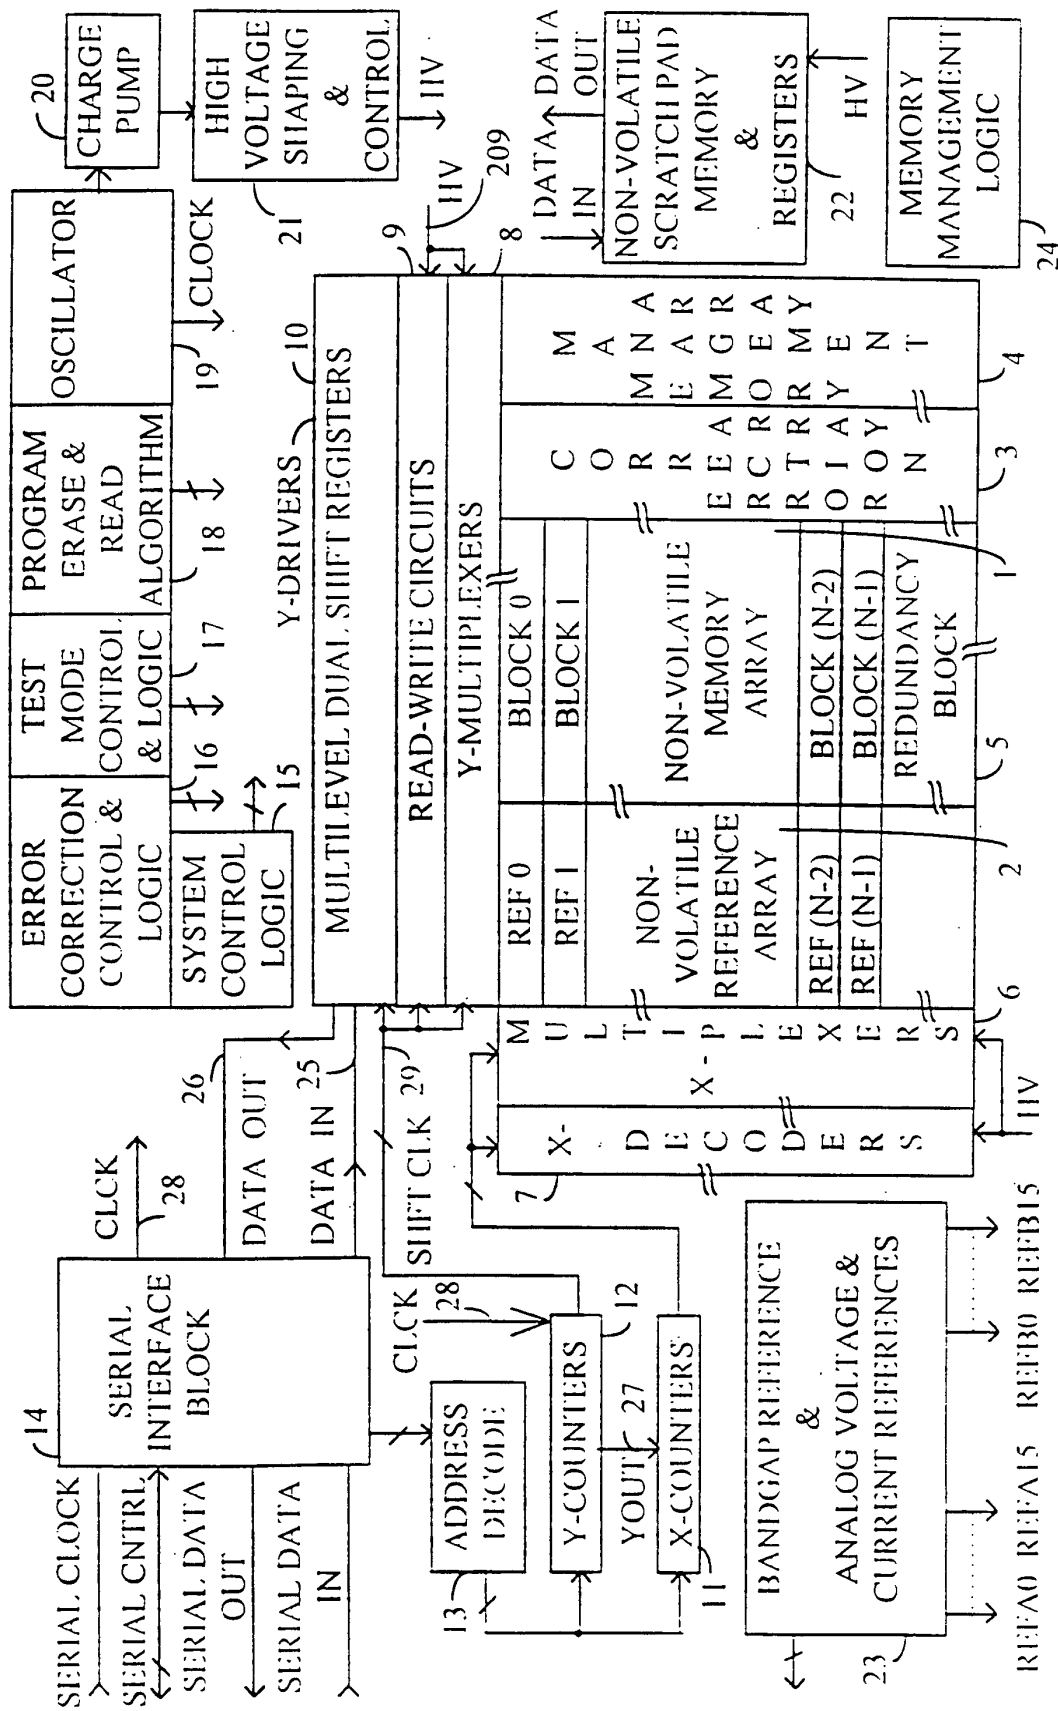 SERIAL CLOCK
SERIAL CNTRL
SERIAL DATA
OUT
SERIAL DATA
IN
14
SERIAL
INTERFACE
BLOCK
CLCK
28
26
DATA OUT
DATA IN
25
ERROR
CORRECTION
CONTROL &
LOGIC
TEST
MODE
CONTROL
& LOGIC
PROGRAM
ERASE &
READ
ALGORITHM
OSCILLATOR
20
CHARGE
PUMP
16
17
18
19
CLOCK
SYSTEM
CONTROL
LOGIC
15
HIGH
VOLTAGE
SHAPING
&
CONTROL
21
HV
13
ADDRESS
DECODE
CLCK
28
SHIFT CLK
29
Y-COUNTERS
12
YOUT
27
X-COUNTERS
11
Y-DRIVERS
10
MULTILEVEL DUAL SHIFT REGISTERS
READ-WRITE CIRCUITS
9
Y-MULTIPLEXERS
8
HV
209
7
X-DECODERS
X-MULTIPLEXERS
6
HV
REF 0
REF 1
NON-
VOLATILE
REFERENCE
ARRAY
REF (N-2)
REF (N-1)
2
BLOCK 0
BLOCK 1
NON-VOLATILE
MEMORY
ARRAY
BLOCK (N-2)
BLOCK (N-1)
REDUNDANCY
BLOCK
5
1
ERROR
CORRECTION
ARRAY
3
MANAGEMENT
MEMORY
ARRAY
4
DATA
IN
DATA
OUT
NON-VOLATILE
SCRATCH PAD
MEMORY
&
REGISTERS
22
HV
MEMORY
MANAGEMENT
LOGIC
24
BANDGAP REFERENCE
&
ANALOG VOLTAGE &
CURRENT REFERENCES
23
REFA0 REFA15 REFB0 REFB15